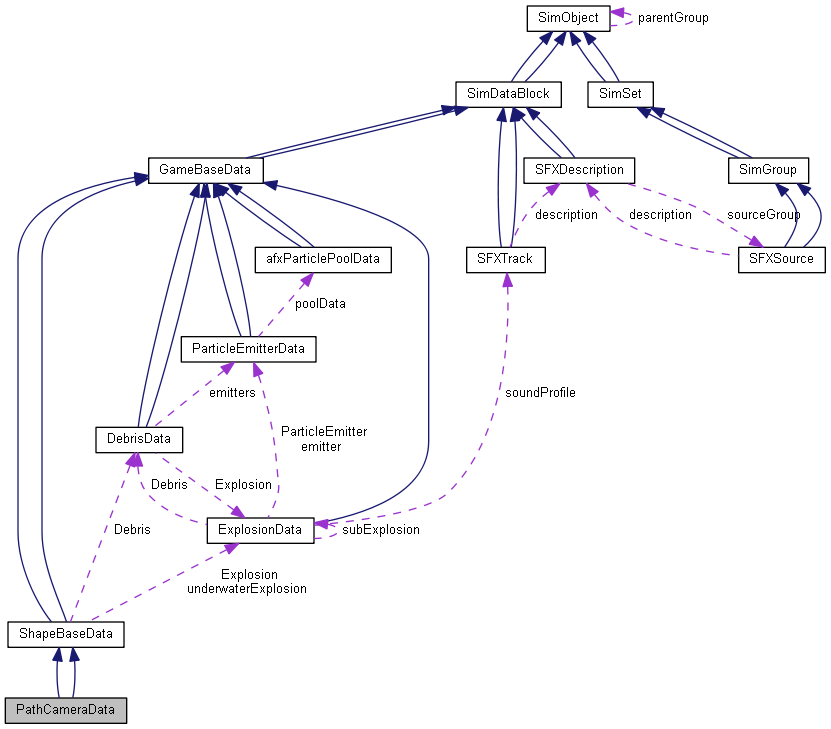 SimObject
parentGroup
SimDataBlock
SimSet
GameBaseData
SFXDescription
SimGroup
description
description
sourceGroup
afxParticlePoolData
SFXTrack
SFXSource
poolData
ParticleEmitterData
emitters
soundProfile
DebrisData
ParticleEmitter
emitter
Debris
Explosion
Debris
ExplosionData
subExplosion
Explosion
underwaterExplosion
ShapeBaseData
PathCameraData